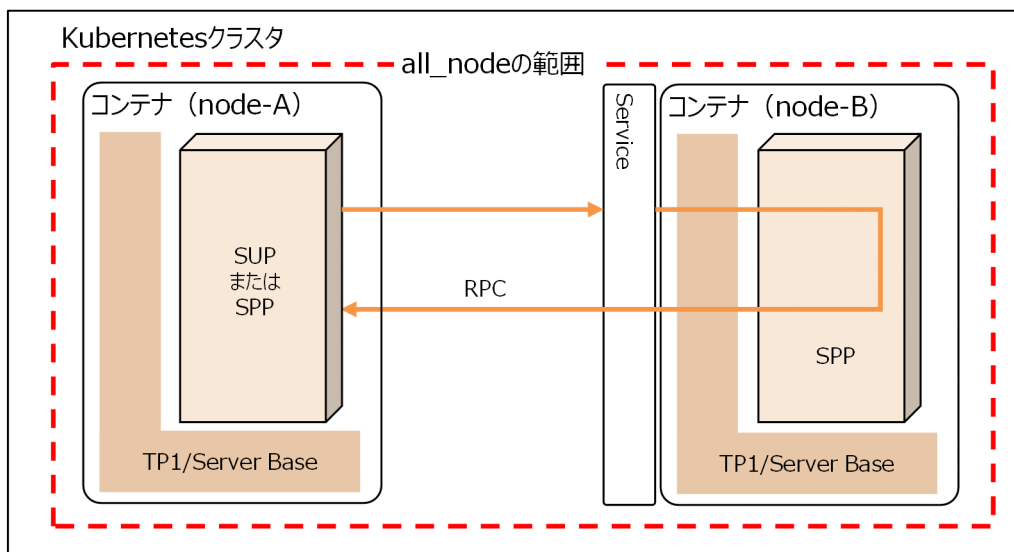 Kubernetesクラスタ
all_nodeの範囲
コンテナ（node-A）
SUP
または
SPP
TP1/Server Base
RPC
Service
コンテナ（node-B）
SPP
TP1/Server Base